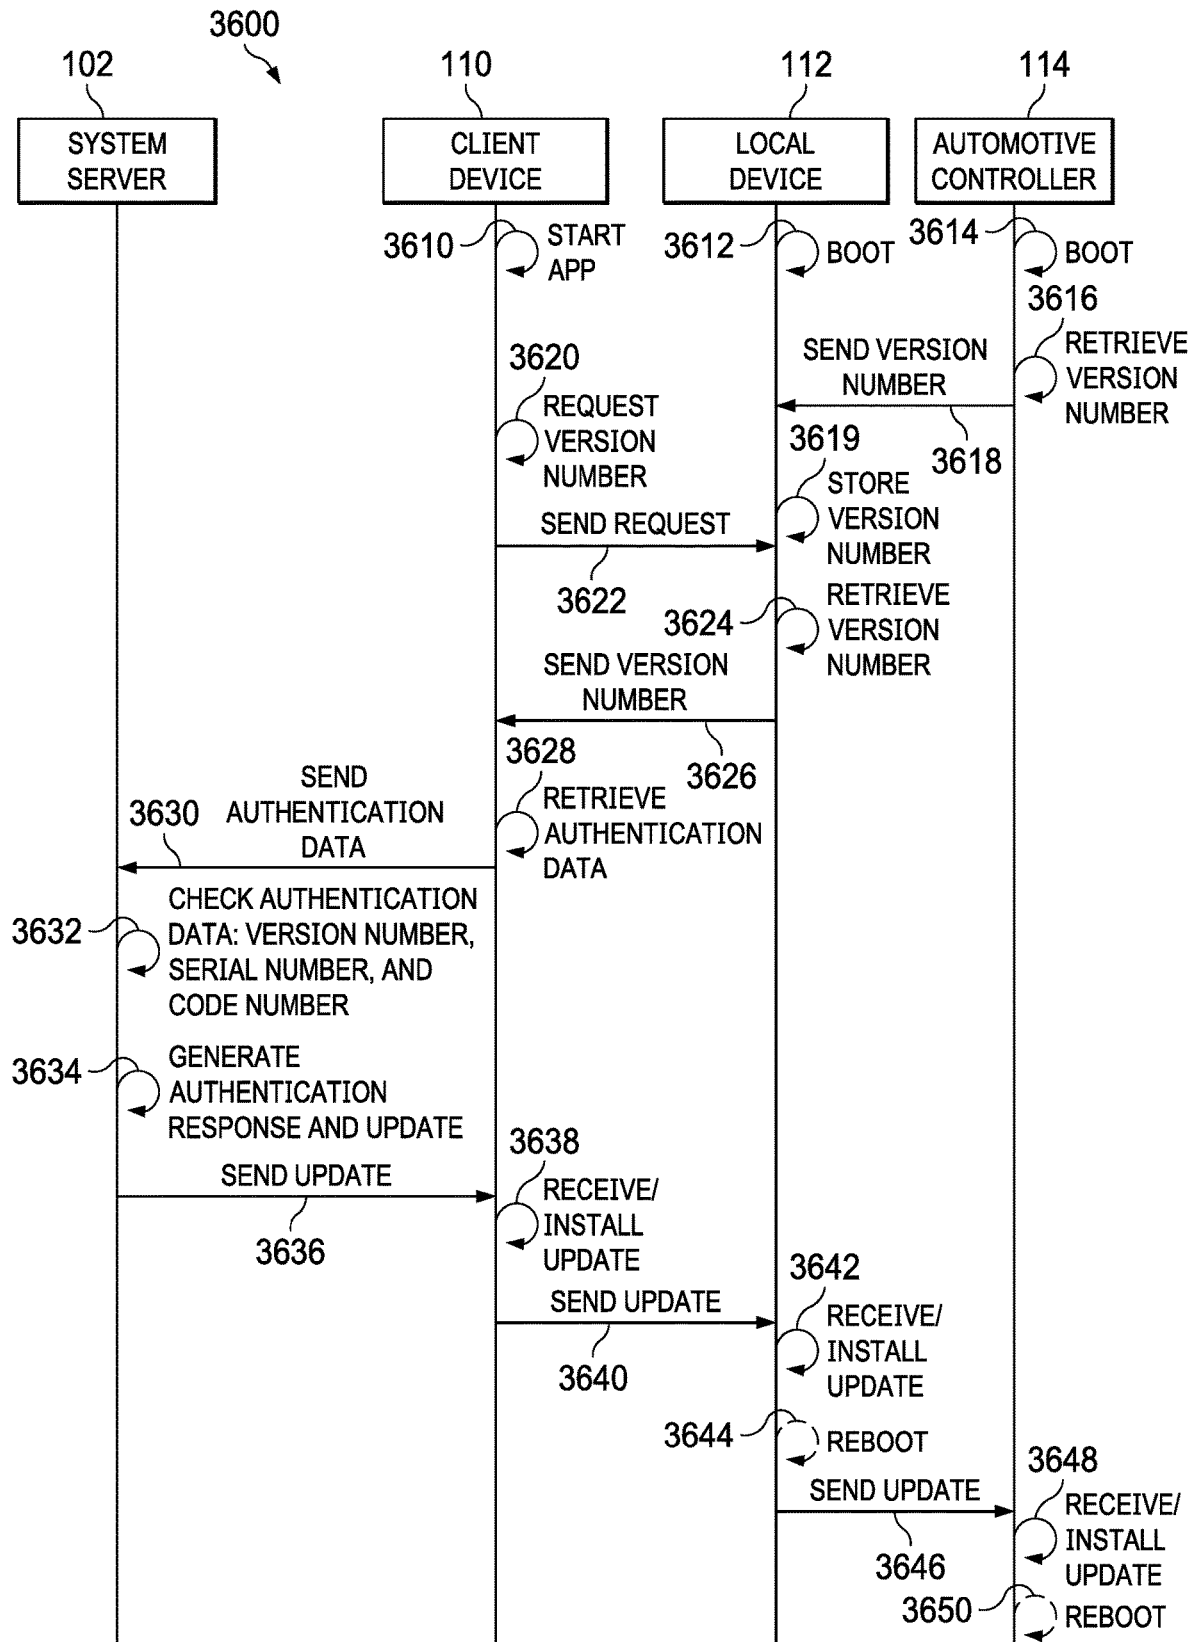 3600
102
110
112
114
SYSTEM
SERVER
CLIENT
DEVICE
LOCAL
DEVICE
AUTOMOTIVE
CONTROLLER
3610
START
APP
3612
BOOT
3614
BOOT
3616
RETRIEVE
VERSION
NUMBER
SEND VERSION
NUMBER
3618
3620
REQUEST
VERSION
NUMBER
3619
STORE
VERSION
NUMBER
SEND REQUEST
3622
3624
RETRIEVE
VERSION
NUMBER
SEND VERSION
NUMBER
3626
3628
RETRIEVE
AUTHENTICATION
DATA
SEND
AUTHENTICATION
DATA
3630
3632
CHECK AUTHENTICATION
DATA: VERSION NUMBER,
SERIAL NUMBER, AND
CODE NUMBER
3634
GENERATE
AUTHENTICATION
RESPONSE AND UPDATE
SEND UPDATE
3636
3638
RECEIVE/
INSTALL
UPDATE
SEND UPDATE
3640
3642
RECEIVE/
INSTALL
UPDATE
3644
REBOOT
SEND UPDATE
3646
3648
RECEIVE/
INSTALL
UPDATE
3650
REBOOT